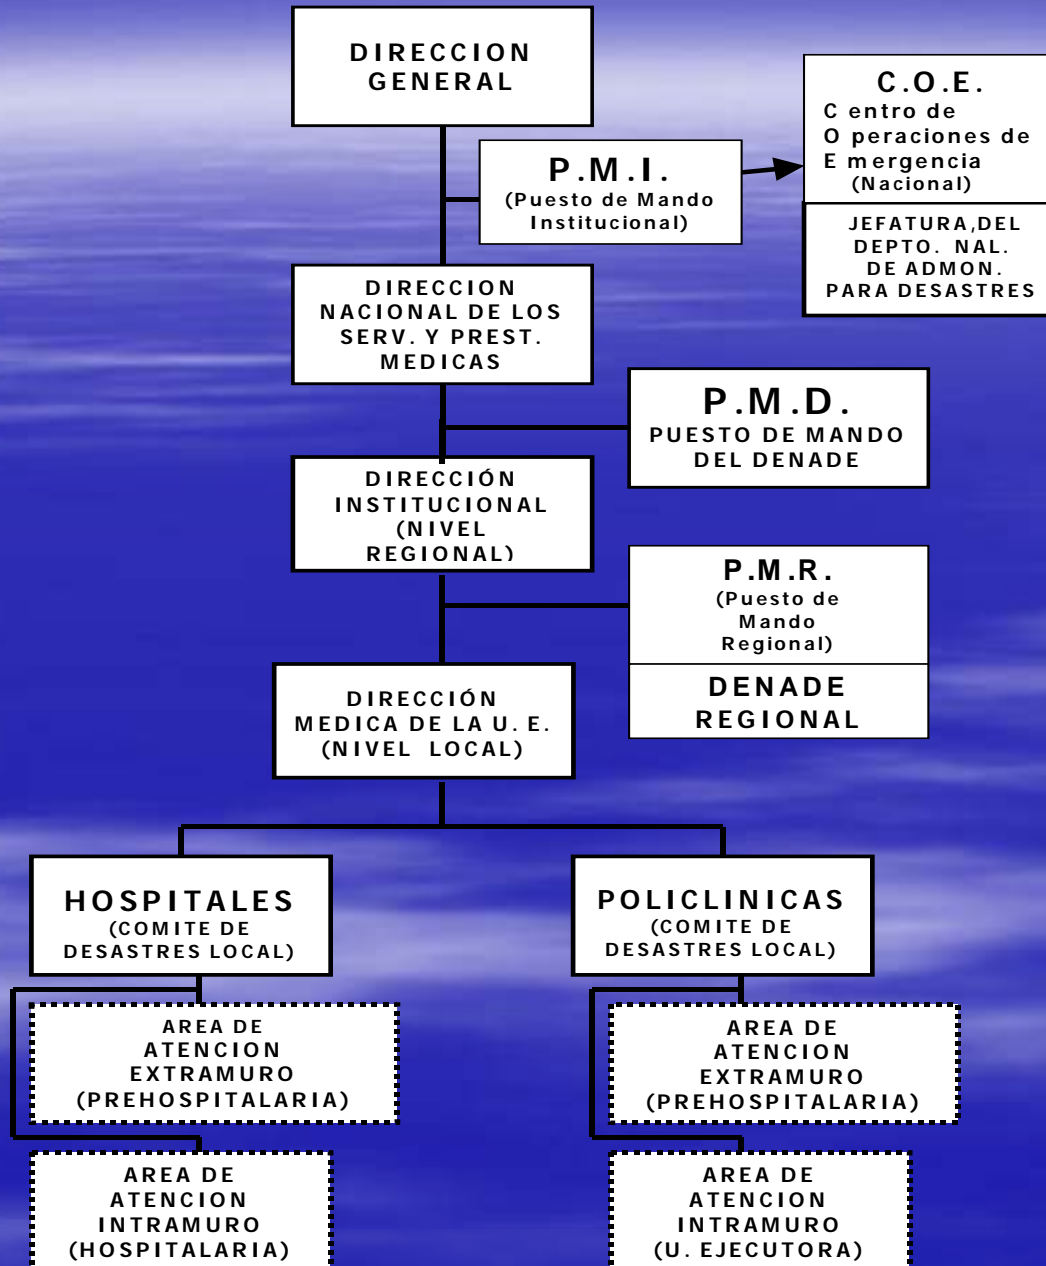 DIRECCION
GENERAL
P.M.I.
(Puesto de Mando
Institucional)
C.O.E.
C entro de
O peraciones de
E mergencia
(Nacional)
JEFATURA,DEL
DEPTO. NAL.
DE ADMON.
PARA DESASTRES
DIRECCION
NACIONAL DE LOS
SERV. Y PREST.
MEDICAS
P.M.D.
PUESTO DE MANDO
DEL DENADE
DIRECCIÓN
INSTITUCIONAL
(NIVEL
REGIONAL)
P.M.R.
(Puesto de
Mando
Regional)
DENADE
REGIONAL
DIRECCIÓN
MEDICA DE LA U. E.
(NIVEL LOCAL)
HOSPITALES
(COMITE DE
DESASTRES LOCAL)
POLICLINICAS
(COMITE DE
DESASTRES LOCAL)
AREA DE
ATENCION
EXTRAMURO
(PREHOSPITALARIA)
AREA DE
ATENCION
EXTRAMURO
(PREHOSPITALARIA)
AREA DE
ATENCION
INTRAMURO
(HOSPITALARIA)
AREA DE
ATENCION
INTRAMURO
(U. EJECUTORA)